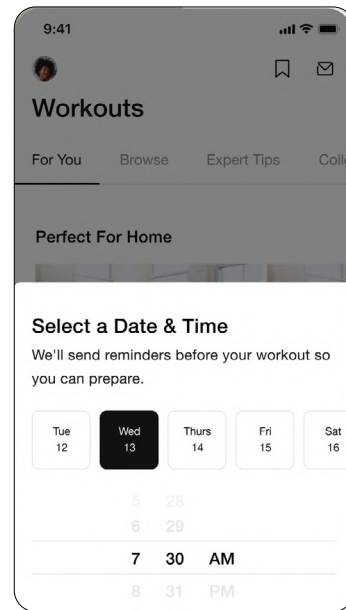 9:41
Workouts
For You Browse Expert Tips Colle
Perfect For Home
Select a Date & Time
We'll send reminders before your workout so
you can prepare.
Tue Wed Thurs Fri Sat
12 13 14 15 16
5 28
6 29
7 30 AM
8 31 PM